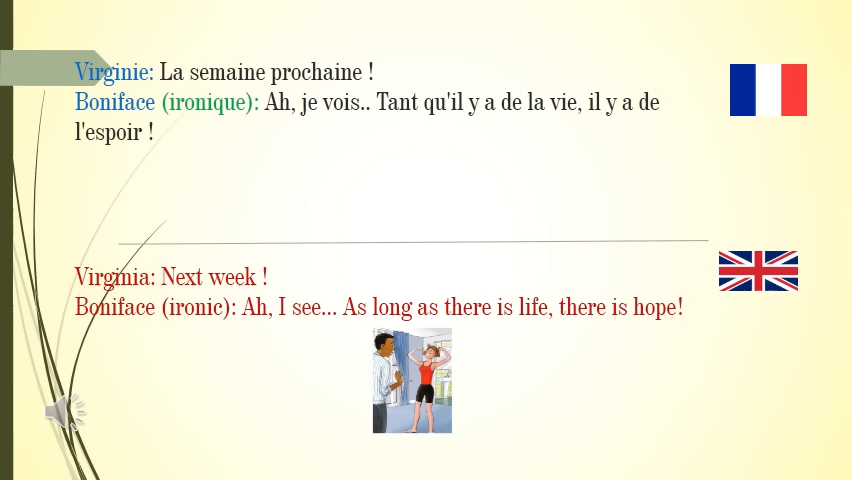 Virginie: La semaine prochaine !
Boniface (ironique): Ah, je vois.. Tant qu'il y a de la vie, il y a de
l'espoir !
Virginia: Next week !
Boniface (ironic): Ah, I see... As long as there is life, there is hope!